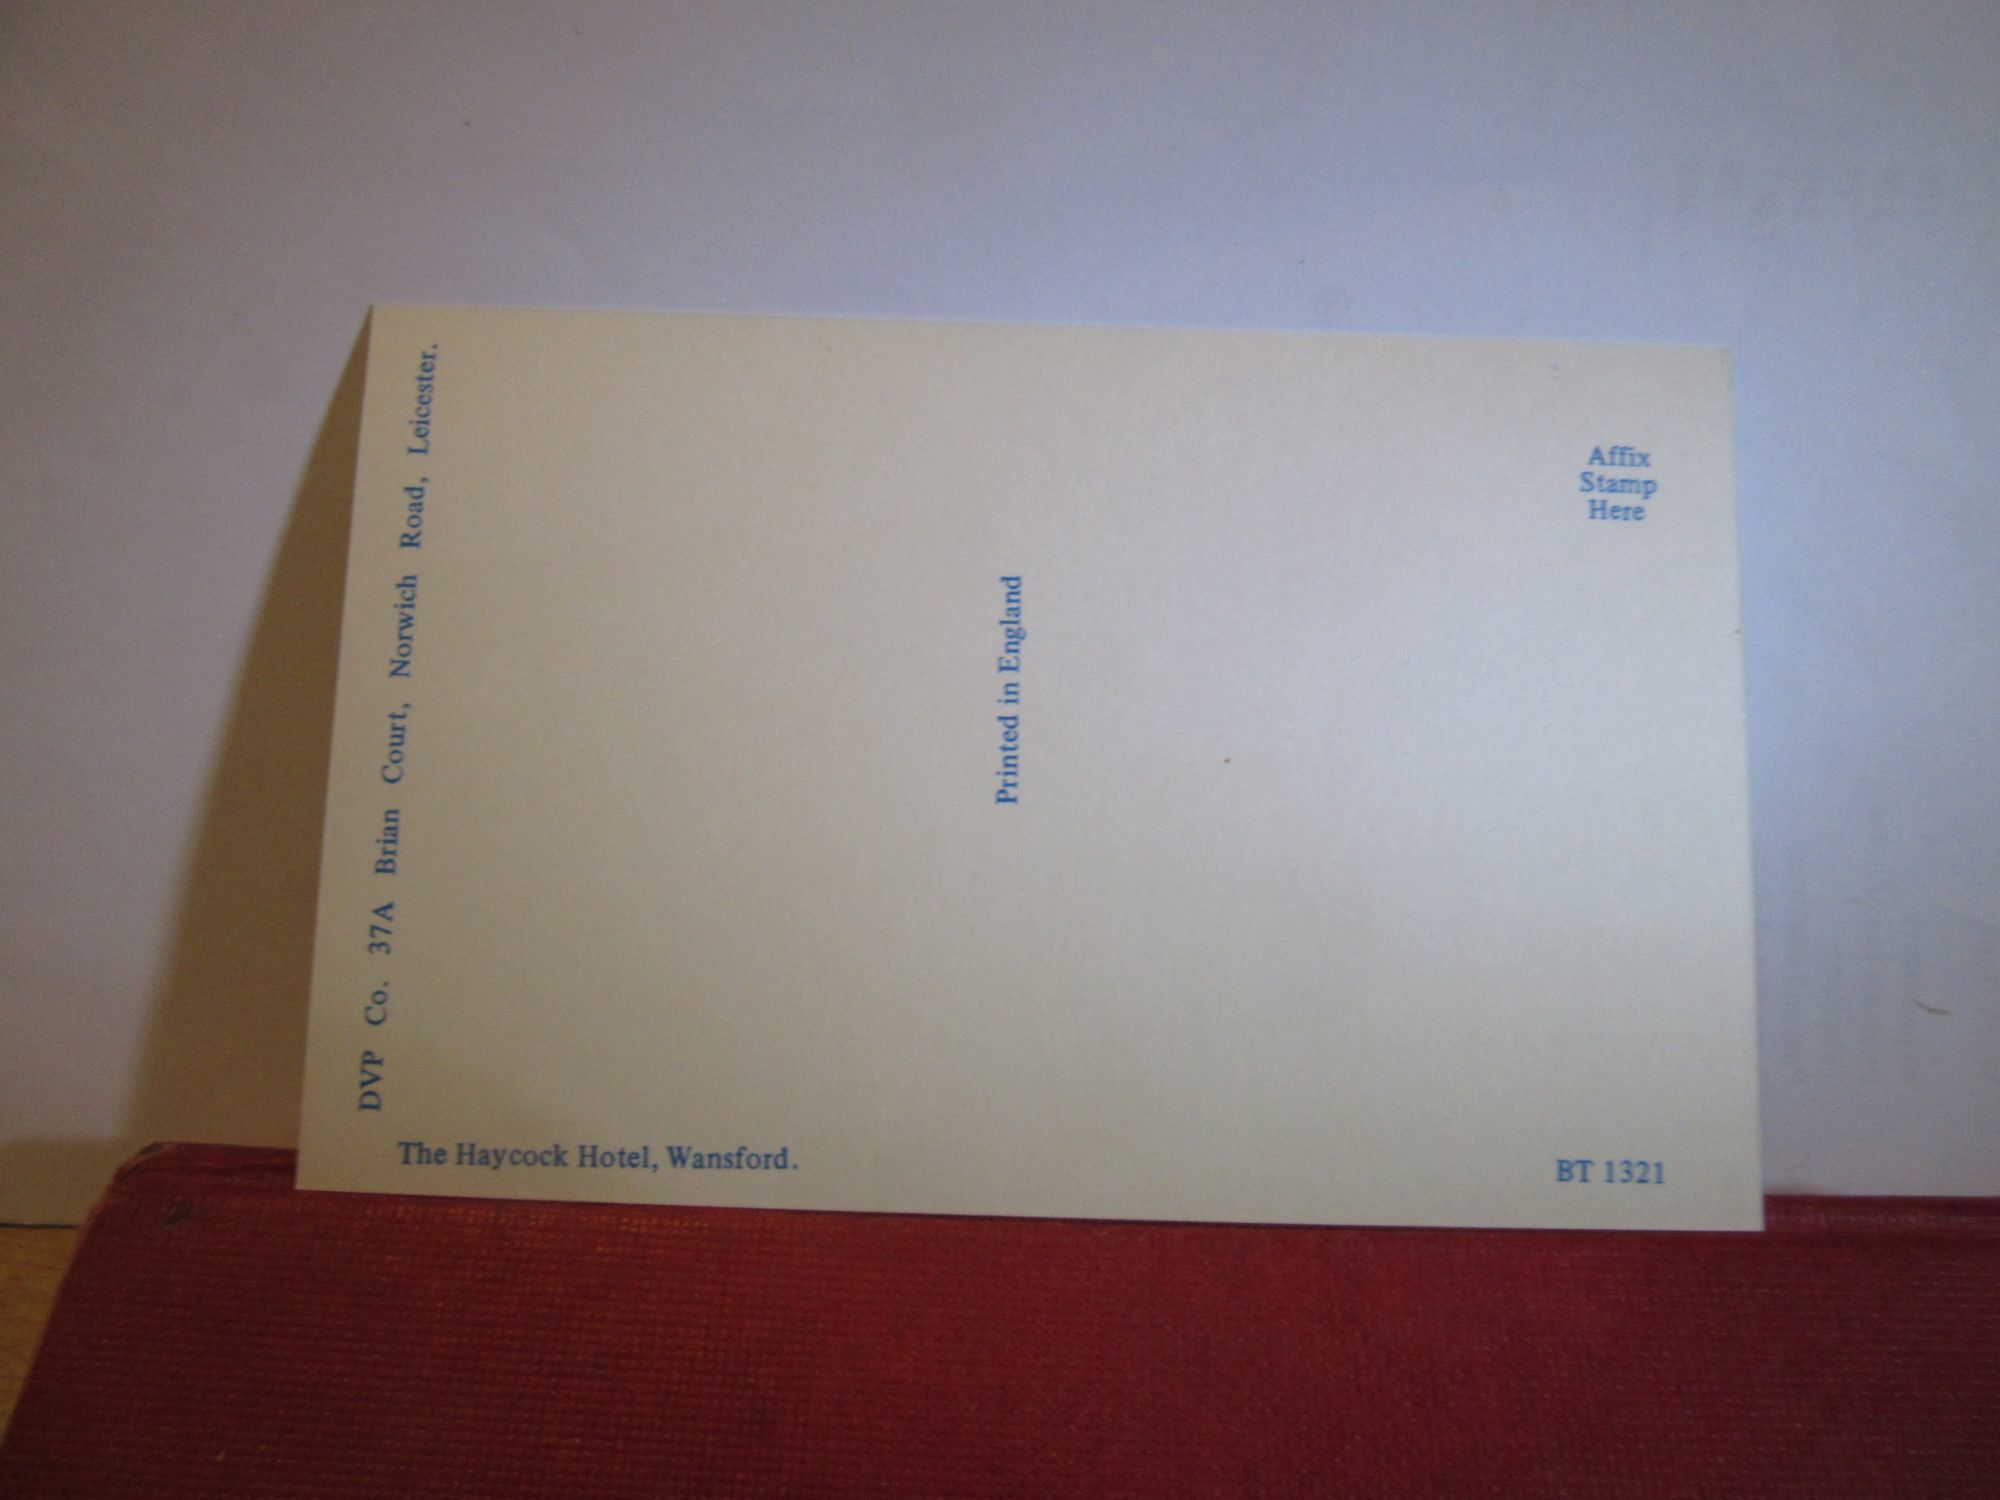 DVP Co. 37A Brian Court, Norwich Road, Leicester.
Affix
Stamp
Here
Printed in England
The Haycock Hotel, Wansford.
BT 1321